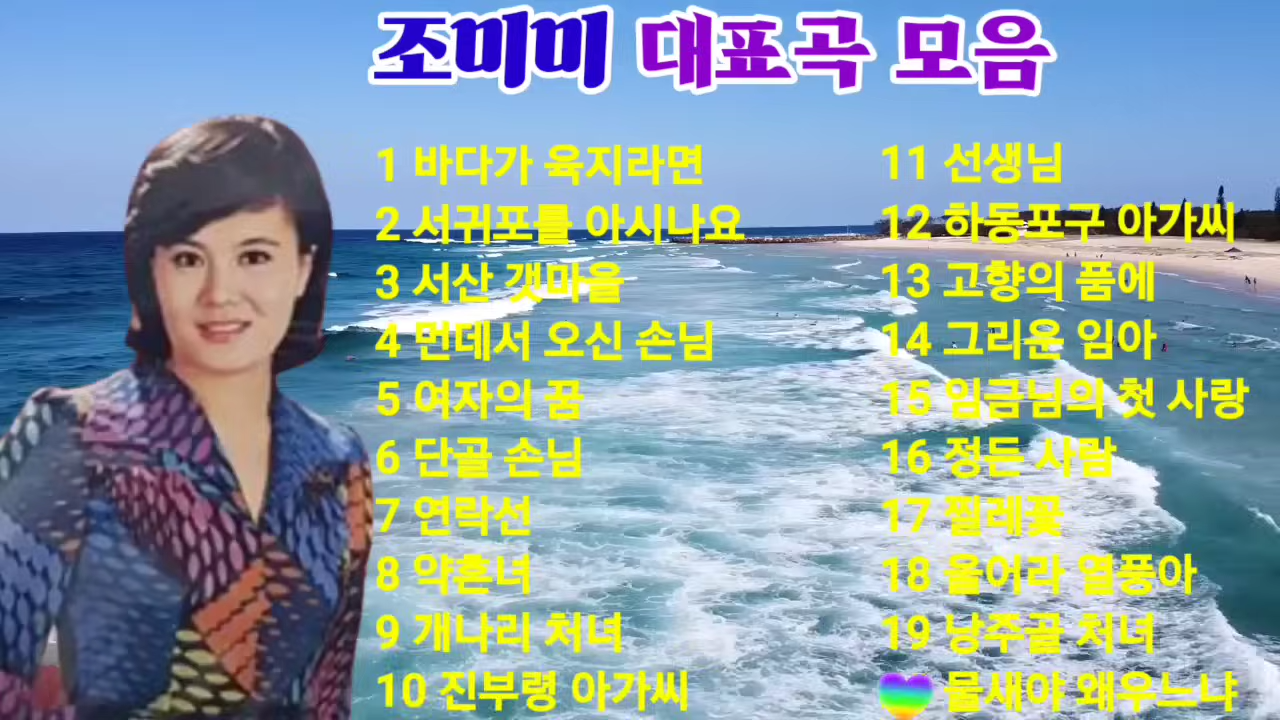 조미미 대표곡 모음
1 바다가 육지라면
2 서귀포를 아시나요
3 서산 갯마을
4 먼데서 오신 손님
5 여자의 꿈
6 단골 손님
7 연락선
8 약혼녀
9 개나리 처녀
10 진부령 아가씨
11 선생님
12 하동포구 아가씨
13 고향의 품에
14 그리운 임아
15 임금님의 첫 사랑
16 정든 사람
17 찔레꽃
18 울어라 열풍아
19 낭주골 처녀
물새야 왜우느냐